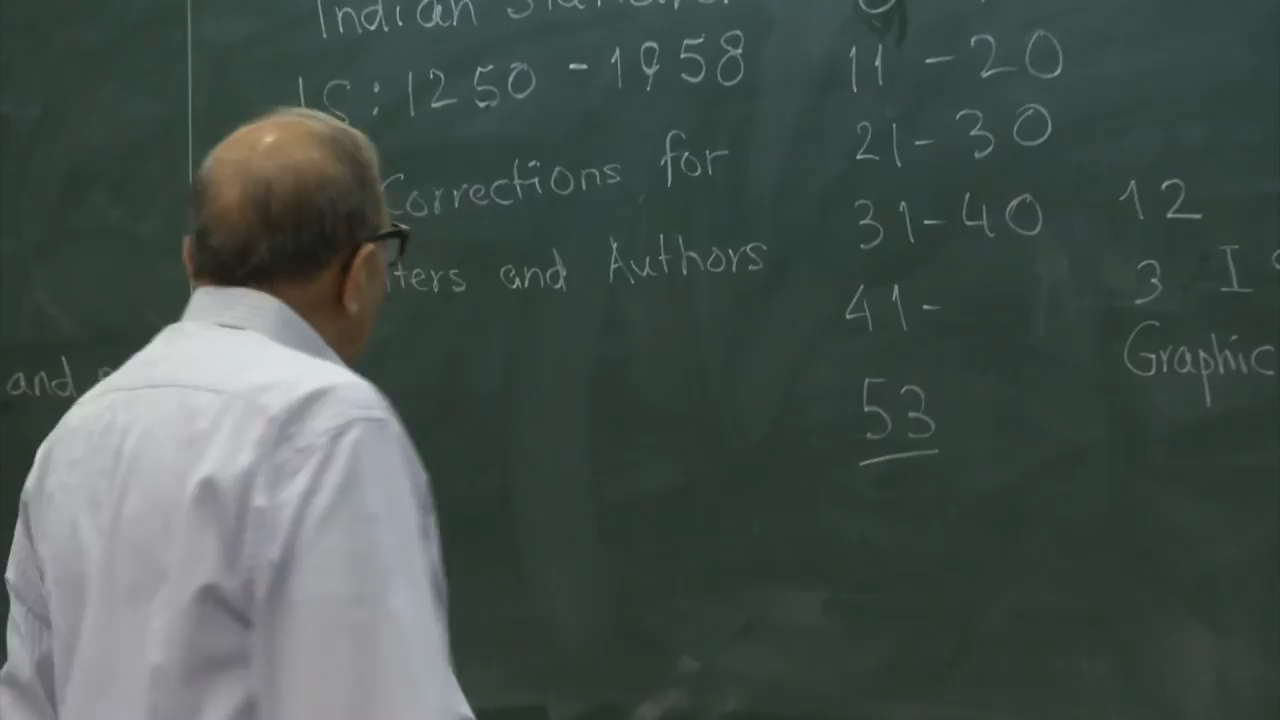 Indian Standard
IS:1250 - 1958
Corrections for
and Authors
and
11 - 20
21 - 30
31 - 40
41 -
53
12
3 I
Graphic